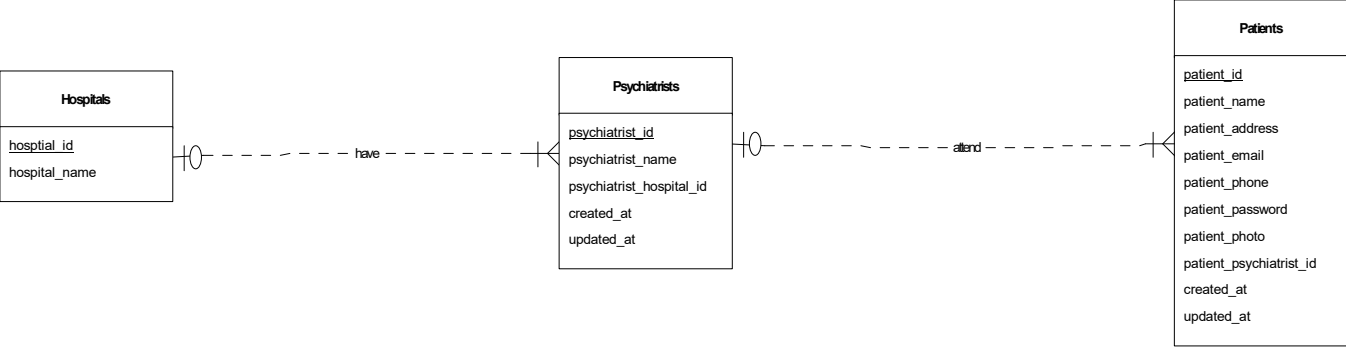 Hospitals
hosptial_id
hospital_name
have
Psychiatrists
psychiatrist_id
psychiatrist_name
psychiatrist_hospital_id
created_at
updated_at
attend
Patients
patient_id
patient_name
patient_address
patient_email
patient_phone
patient_password
patient_photo
patient_psychiatrist_id
created_at
updated_at